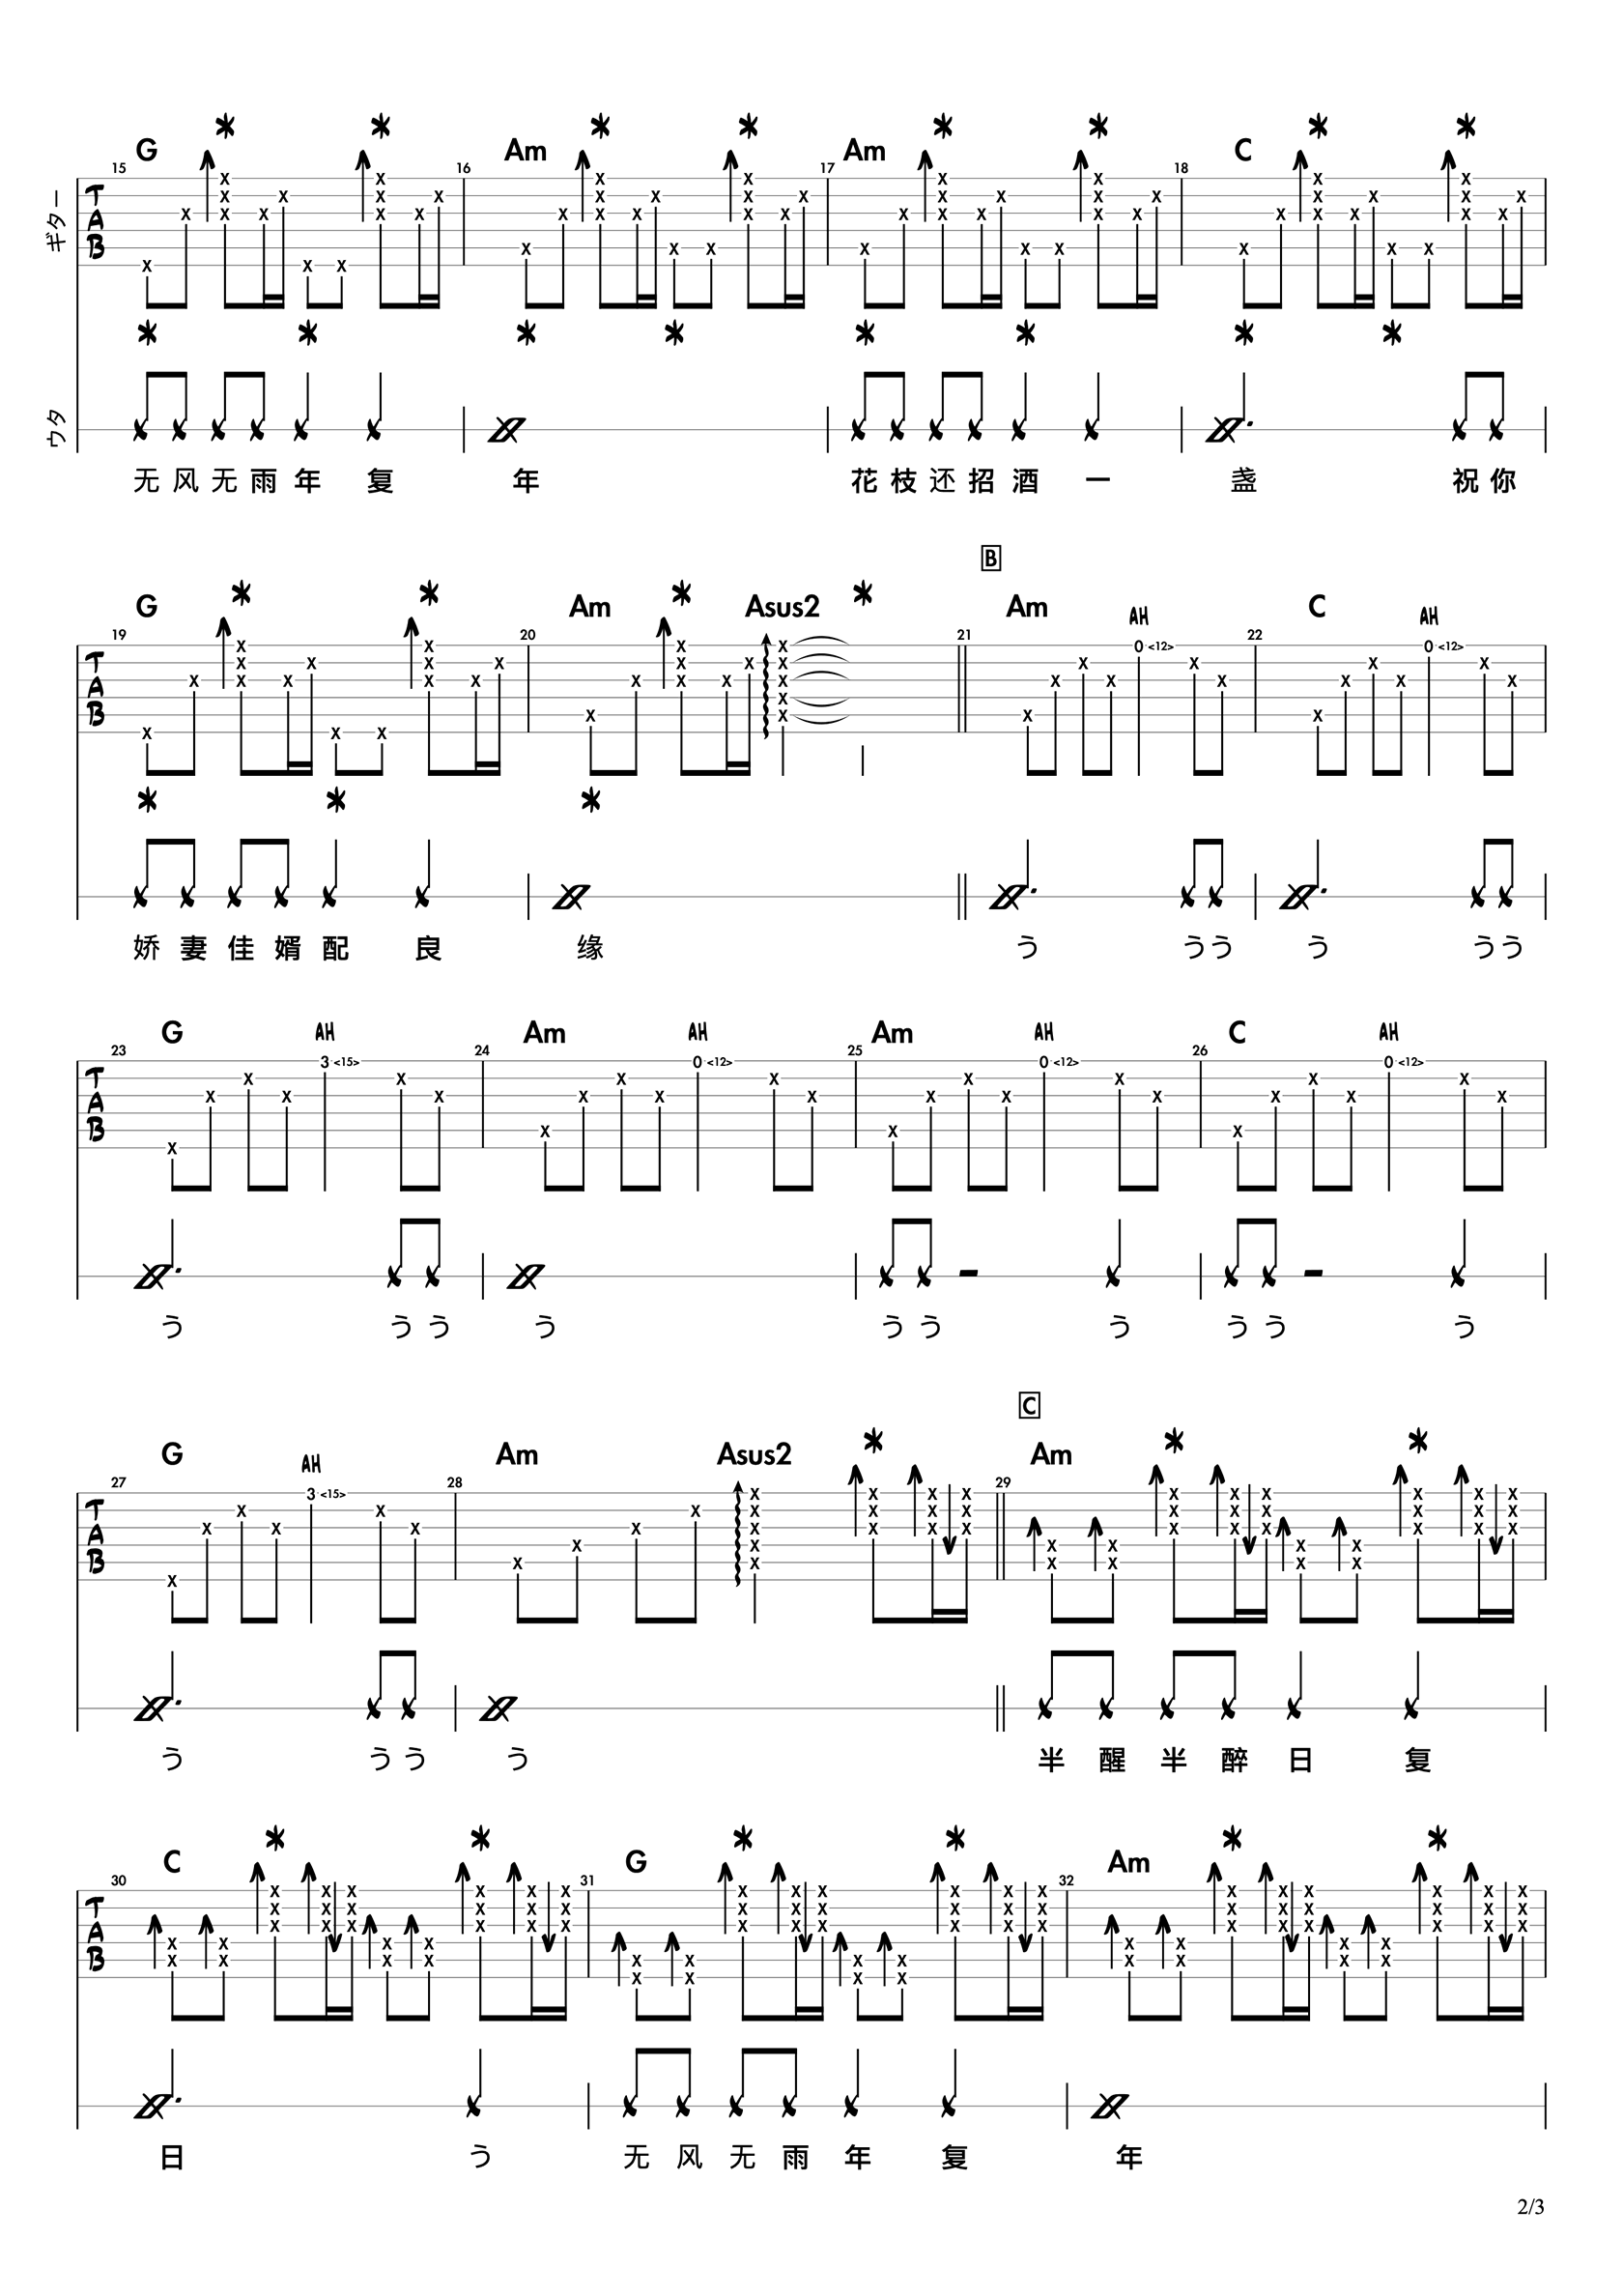 G Am Am C
15 16 17 18
ギター
TAB
ウタ
无 风 无 雨 年 复 年 花 枝 还 招 酒 一 盏 祝 你
B
G Am Asus2 Am AH C AH
19 20 21 0 <12> 22 0 <12>
TAB
娇 妻 佳 婿 配 良 缘 う う う う う う
G AH Am AH Am AH C AH
23 3 <15> 24 0 <12> 25 0 <12> 26 0 <12>
TAB
う う う う う う う う う う
C
G AH Am Asus2 Am
27 3 <15> 28 29
TAB
う う う う 半 醒 半 醉 日 复
C G Am
30 31 32
TAB
日 う 无 风 无 雨 年 复 年
2/3